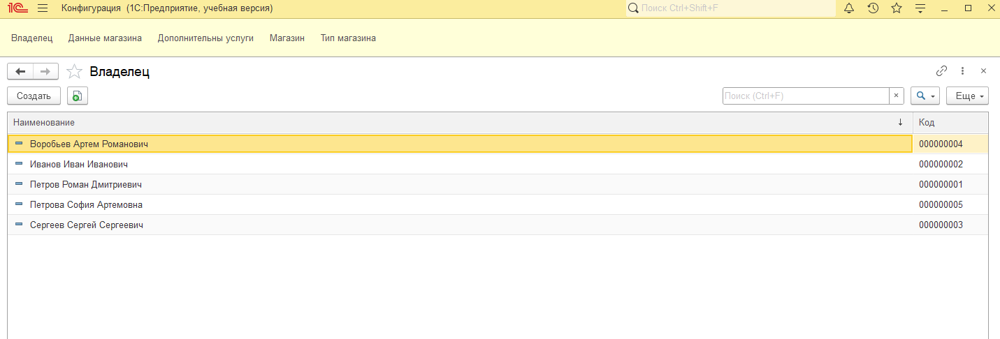 1С Конфигурация (1С:Предприятие, учебная версия) Поиск Ctrl+Shift+F
Владелец Данные магазина Дополнительны услуги Магазин Тип магазина
Владелец
Создать Поиск (Ctrl+F) × Еще
Наименование ↓ Код
Воробьев Артем Романович 000000004
Иванов Иван Иванович 000000002
Петров Роман Дмитриевич 000000001
Петрова София Артемовна 000000005
Сергеев Сергей Сергеевич 000000003